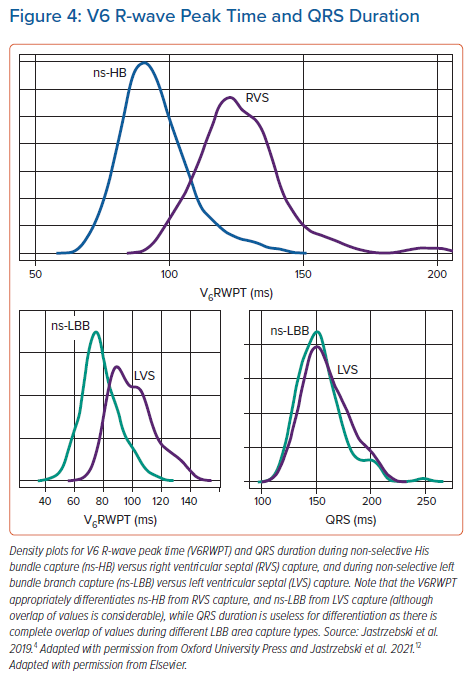 Figure 4: V6 R-wave Peak Time and QRS Duration
ns-HB
RVS
50 100 150 200
V6RWPT (ms)
ns-LBB
LVS
40 60 80 100 120 140
V6RWPT (ms)
ns-LBB
LVS
100 150 200 250
QRS (ms)
Density plots for V6 R-wave peak time (V6RWPT) and QRS duration during non-selective His
bundle capture (ns-HB) versus right ventricular septal (RVS) capture, and during non-selective left
bundle branch capture (ns-LBB) versus left ventricular septal (LVS) capture. Note that the V6RWPT
appropriately differentiates ns-HB from RVS capture, and ns-LBB from LVS capture (although
overlap of values is considerable), while QRS duration is useless for differentiation as there is
complete overlap of values during different LBB area capture types. Source: Jastrzebski et al.
2019.4 Adapted with permission from Oxford University Press and Jastrzebski et al. 2021.12
Adapted with permission from Elsevier.